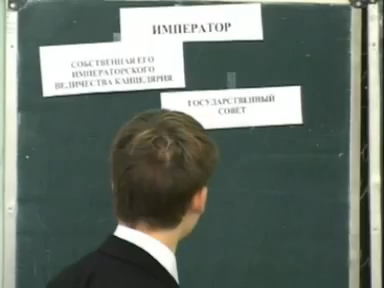 ИМПЕРАТОР
СОБСТВЕННАЯ ЕГО
ИМПЕРАТОРСКОГО
ВЕЛИЧЕСТВА КАНЦЕЛЯРИЯ
ГОСУДАРСТВЕННЫЙ
СОВЕТ